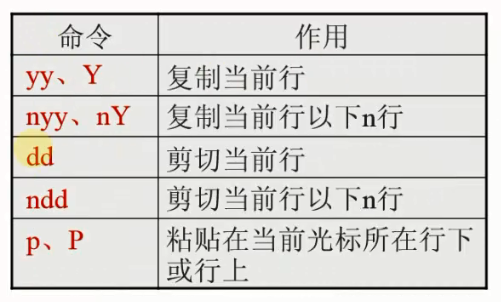 命令 作用
yy、Y 复制当前行
nyy、nY 复制当前行以下n行
dd 剪切当前行
ndd 剪切当前行以下n行
p、P 粘贴在当前光标所在行下
或行上